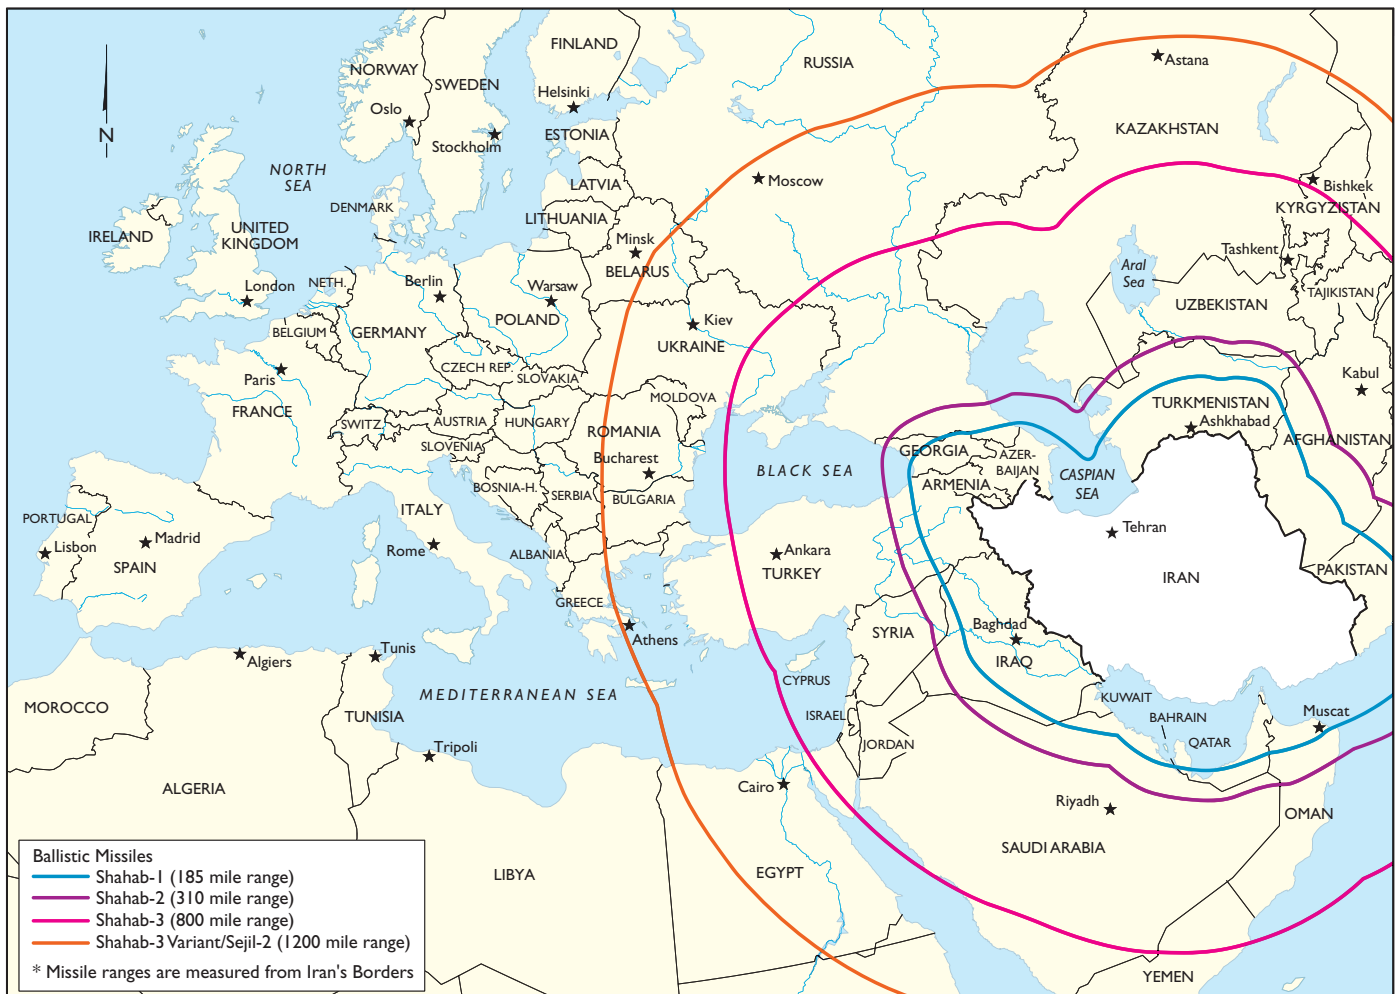 FINLAND
NORWAY
SWEDEN
RUSSIA
Astana
Helsinki
Oslo
N
ESTONIA
KAZAKHSTAN
Stockholm
NORTH
SEA
LATVIA
Moscow
Bishkek
DENMARK
LITHUANIA
KYRGYZISTAN
IRELAND
UNITED
KINGDOM
Minsk
BELARUS
Tashkent
Aral
Sea
NETH.
Berlin
London
Warsaw
UZBEKISTAN
TAJIKISTAN
BELGIUM
GERMANY
POLAND
Kiev
UKRAINE
CZECH REP.
SLOVAKIA
Paris
Kabul
FRANCE
MOLDOVA
TURKMENISTAN
SWITZ.
AUSTRIA
HUNGARY
ROMANIA
Ashkhabad
AFGHANISTAN
SLOVENIA
Bucharest
BLACK SEA
GEORGIA
AZER-
BAIJAN
CASPIAN
SEA
BOSNIA-H.
SERBIA
BULGARIA
ARMENIA
PORTUGAL
ITALY
Tehran
Lisbon
Madrid
SPAIN
Rome
ALBANIA
Ankara
TURKEY
IRAN
PAKISTAN
GREECE
Athens
SYRIA
Baghdad
IRAQ
Algiers
Tunis
MEDITERRANEAN SEA
CYPRUS
KUWAIT
MOROCCO
TUNISIA
ISRAEL
BAHRAIN
Muscat
JORDAN
QATAR
Tripoli
ALGERIA
Cairo
Riyadh
OMAN
SAUDI ARABIA
LIBYA
EGYPT
YEMEN
Ballistic Missiles
Shahab-1 (185 mile range)
Shahab-2 (310 mile range)
Shahab-3 (800 mile range)
Shahab-3 Variant/Sejil-2 (1200 mile range)
* Missile ranges are measured from Iran's Borders